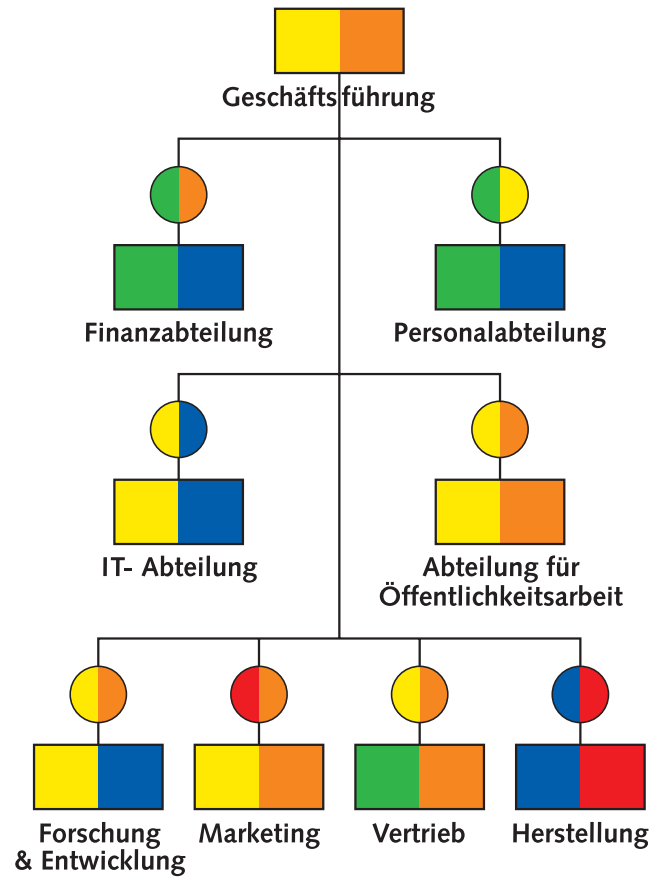 Geschäftsführung
Finanzabteilung
Personalabteilung
IT- Abteilung
Abteilung für
Öffentlichkeitsarbeit
Forschung
& Entwicklung
Marketing
Vertrieb
Herstellung